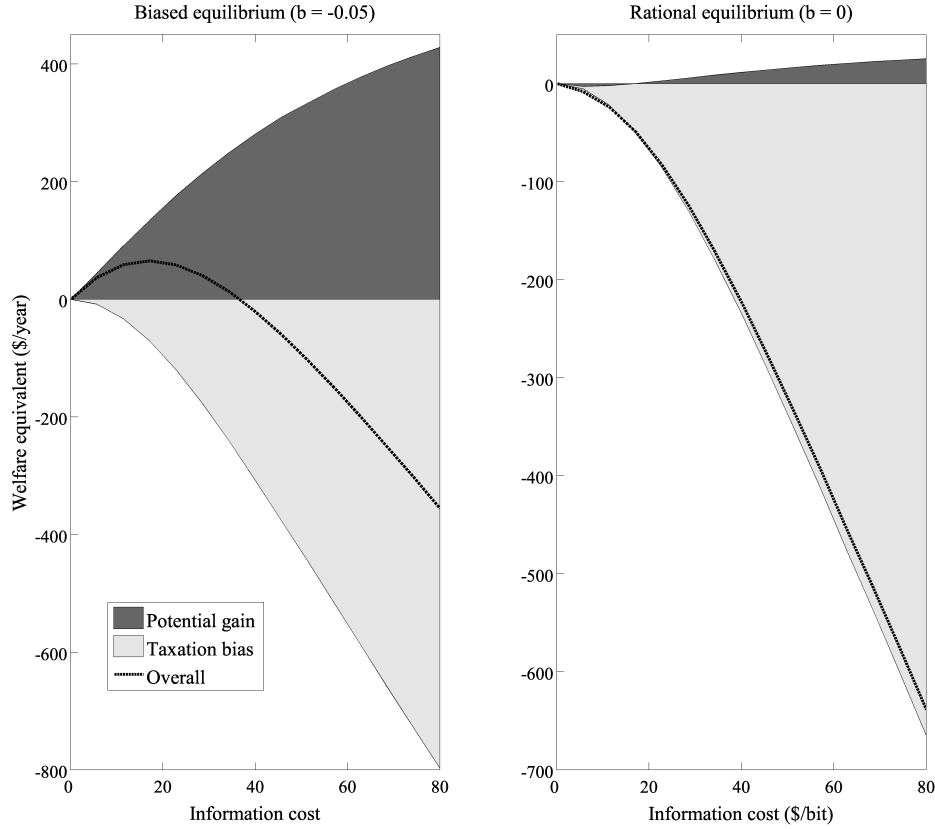 Biased equilibrium (b = -0.05)
Welfare equivalent ($/year)
400
200
0
-200
-400
-600
-800
Potential gain
Taxation bias
Overall
0 20 40 60 80
Information cost
Rational equilibrium (b = 0)
0
-100
-200
-300
-400
-500
-600
-700
0 20 40 60 80
Information cost ($/bit)